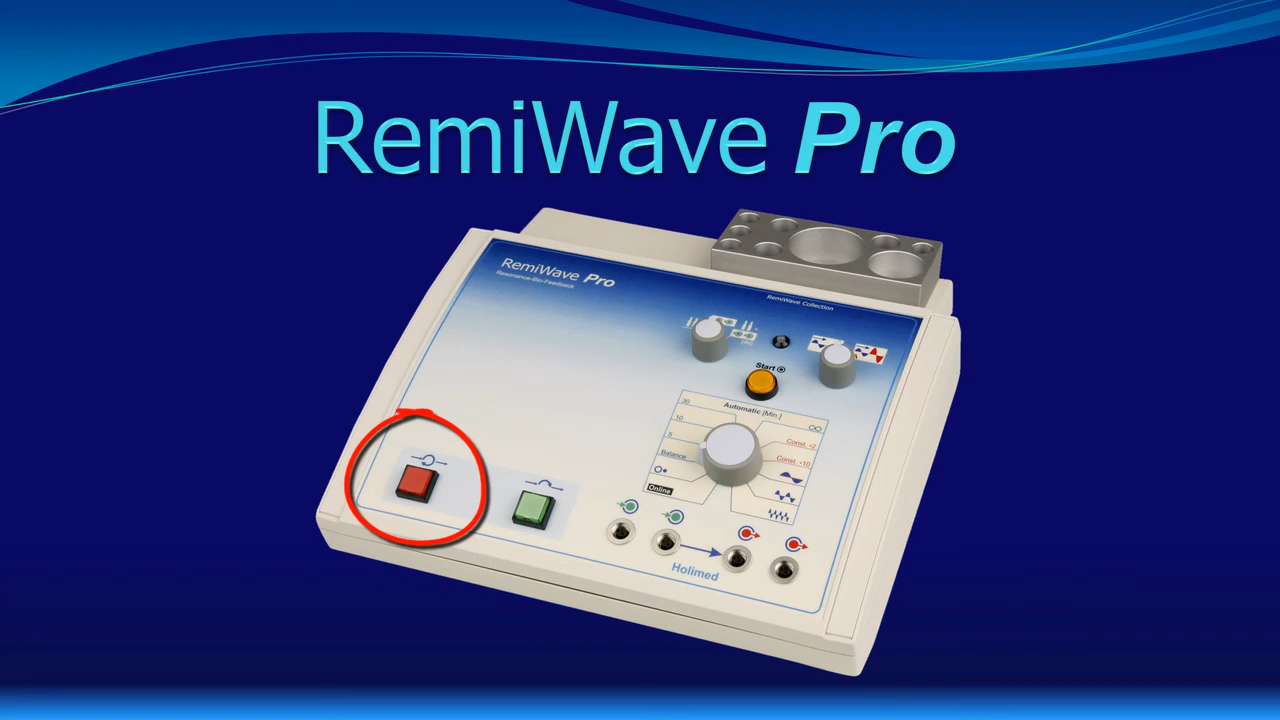 RemiWave Pro
RemiWave Pro
Resonance-Bio-Feedback
RemiWave Collection
(AI)
Start
Automatic [Min.]
30
10
5
Balance
Online
∞
Const. ÷2
Const. ÷10
Holimed